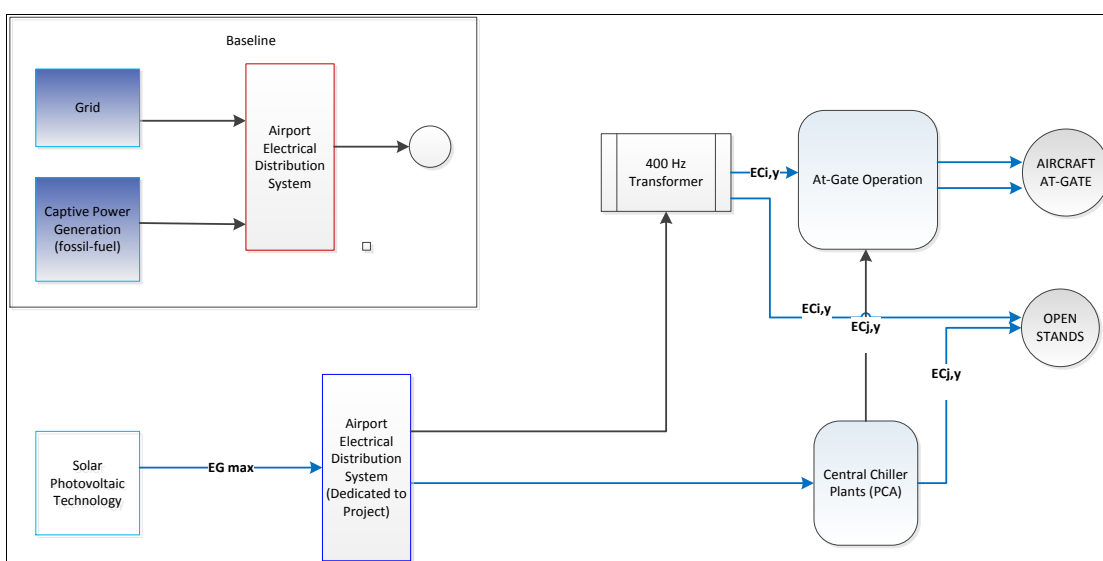 Baseline
Grid
Airport
Electrical
Distribution
System
Captive Power
Generation
(fossil-fuel)
400 Hz
Transformer
ECi,y
At-Gate Operation
AIRCRAFT
AT-GATE
ECi,y
ECj,y
OPEN
STANDS
ECj,y
Solar
Photovoltaic
Technology
EG max
Airport
Electrical
Distribution
System
(Dedicated to
Project)
Central Chiller
Plants (PCA)